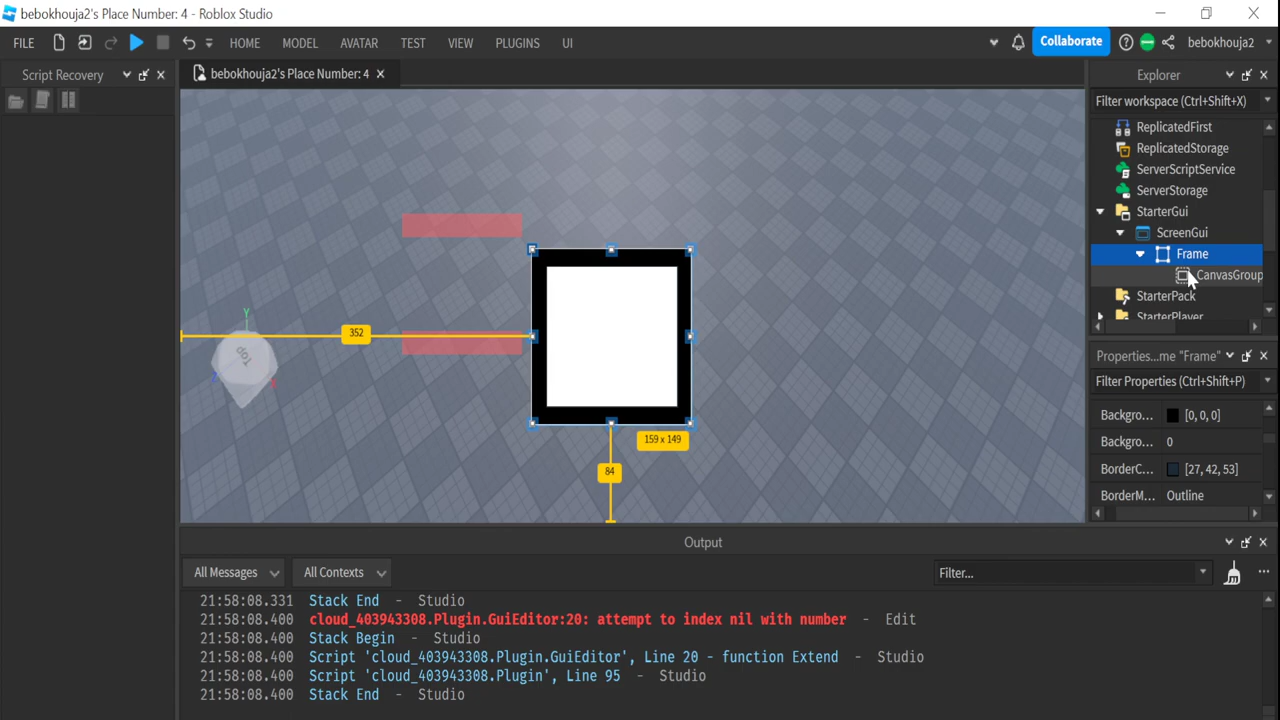 bebokhouja2's Place Number: 4 - Roblox Studio
FILE HOME MODEL AVATAR TEST VIEW PLUGINS UI Collaborate bebokhouja2
Script Recovery
bebokhouja2's Place Number: 4
Explorer
Filter workspace (Ctrl+Shift+X)
ReplicatedFirst
ReplicatedStorage
ServerScriptService
ServerStorage
StarterGui
ScreenGui
Frame
CanvasGroup
StarterPack
StarterPlayer
Y
Top
Z
X
352
159 x 149
84
Properties...me "Frame"
Filter Properties (Ctrl+Shift+P)
Backgro... [0, 0, 0]
Backgro... 0
BorderC... [27, 42, 53]
BorderM... Outline
Output
All Messages All Contexts Filter...
21:58:08.331 Stack End - Studio
21:58:08.400 cloud_403943308.Plugin.GuiEditor:20: attempt to index nil with number - Edit
21:58:08.400 Stack Begin - Studio
21:58:08.400 Script 'cloud_403943308.Plugin.GuiEditor', Line 20 - function Extend - Studio
21:58:08.400 Script 'cloud_403943308.Plugin', Line 95 - Studio
21:58:08.400 Stack End - Studio